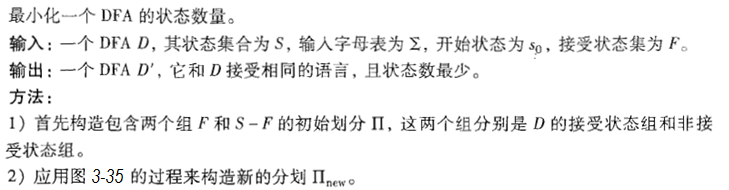 最小化一个 DFA 的状态数量。
输入：一个 DFA D，其状态集合为 S，输入字母表为 Σ，开始状态为 s₀，接受状态集为 F。
输出：一个 DFA D′，它和 D 接受相同的语言，且状态数最少。
方法：
1）首先构造包含两个组 F 和 S − F 的初始划分 Π，这两个组分别是 D 的接受状态组和非接
受状态组。
2）应用图 3-35 的过程来构造新的分划 Πnew。